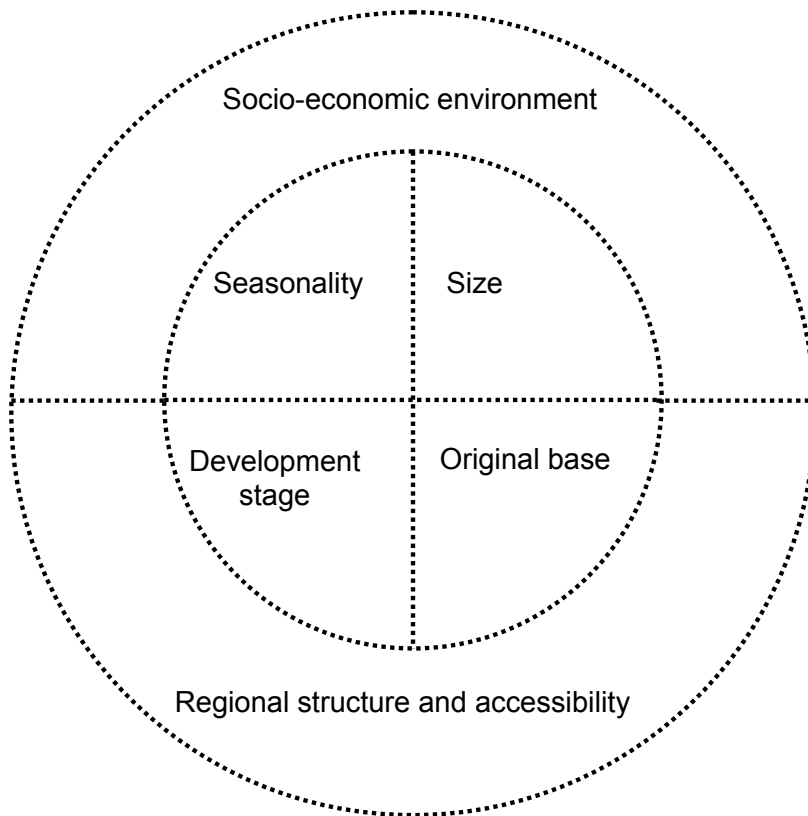 Socio-economic environment
Seasonality
Size
Development
stage
Original base
Regional structure and accessibility